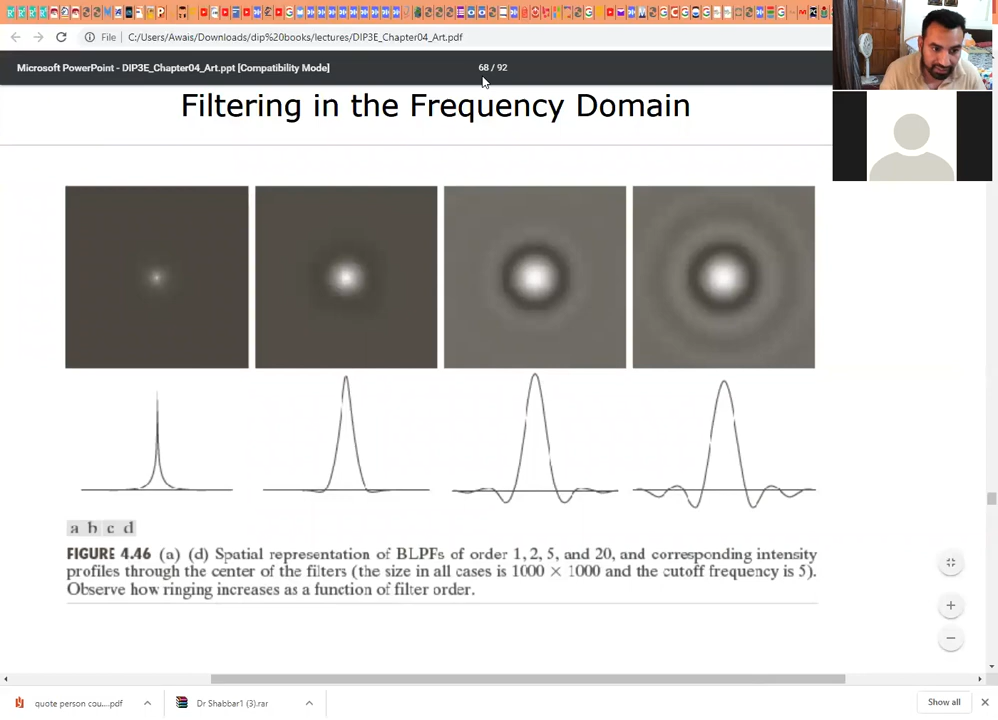 File
C:/Users/Awais/Downloads/dip%20books/lectures/DIP3E_Chapter04_Art.pdf
Microsoft PowerPoint - DIP3E_Chapter04_Art.ppt [Compatibility Mode]
68 / 92
Filtering in the Frequency Domain
a b c d
FIGURE 4.46 (a) (d) Spatial representation of BLPFs of order 1, 2, 5, and 20, and corresponding intensity
profiles through the center of the filters (the size in all cases is 1000 × 1000 and the cutoff frequency is 5).
Observe how ringing increases as a function of filter order.
quote person cou....pdf
Dr Shabbar1 (3).rar
Show all